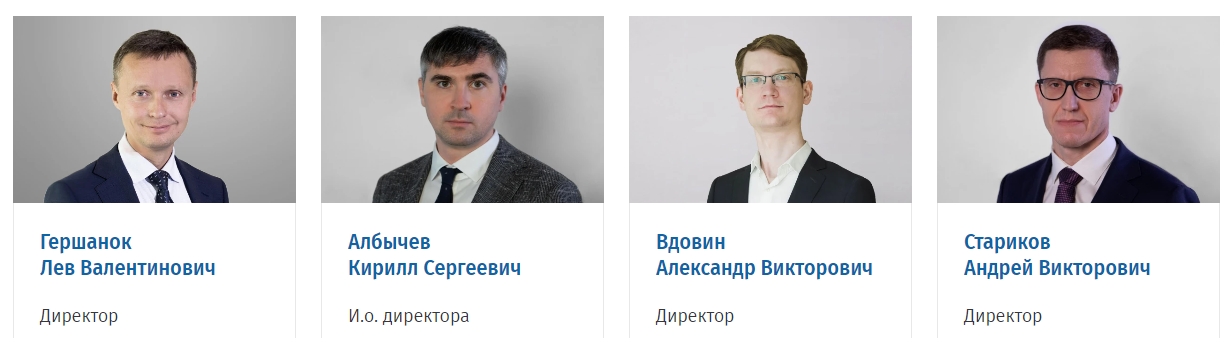 Гершанок
Лев Валентинович
Директор
Албычев
Кирилл Сергеевич
И.о. директора
Вдовин
Александр Викторович
Директор
Стариков
Андрей Викторович
Директор